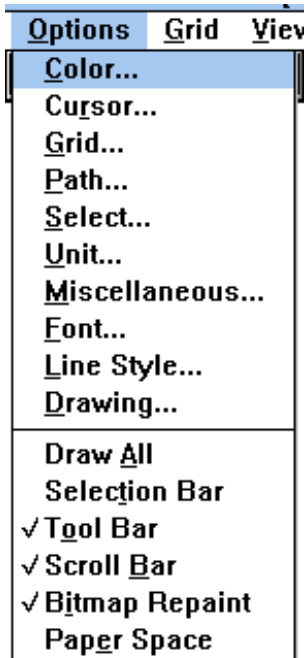 Options Grid View
Color...
Cursor...
Grid...
Path...
Select...
Unit...
Miscellaneous...
Font...
Line Style...
Drawing...
Draw All
Selection Bar
✓ Tool Bar
✓ Scroll Bar
✓ Bitmap Repaint
Paper Space